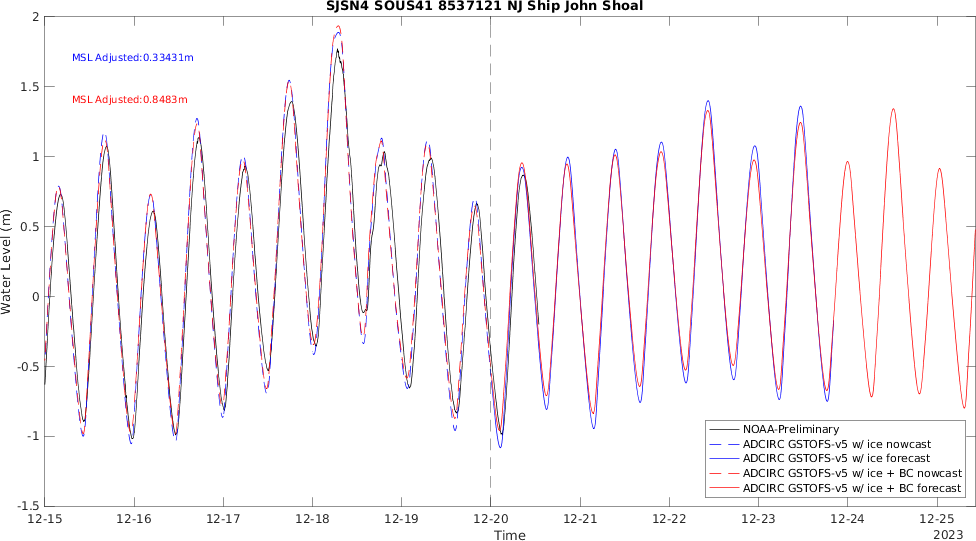 SJSN4 SOUS41 8537121 NJ Ship John Shoal
2
1.5
1
0.5
0
-0.5
-1
-1.5
Water Level (m)
MSL Adjusted:0.33431m
MSL Adjusted:0.8483m
NOAA-Preliminary
ADCIRC GSTOFS-v5 w/ ice nowcast
ADCIRC GSTOFS-v5 w/ ice forecast
ADCIRC GSTOFS-v5 w/ ice + BC nowcast
ADCIRC GSTOFS-v5 w/ ice + BC forecast
12-15 12-16 12-17 12-18 12-19 12-20 12-21 12-22 12-23 12-24 12-25
Time
2023